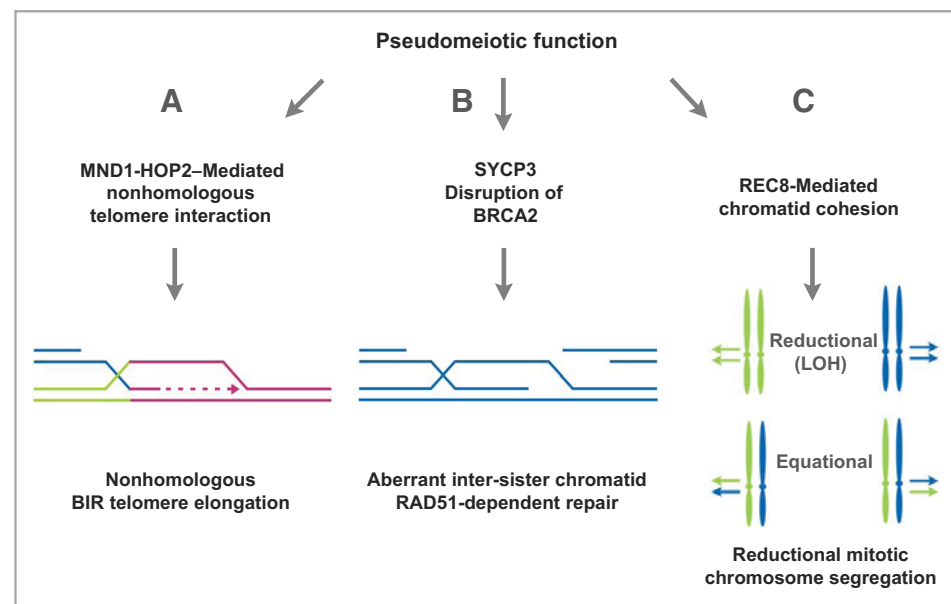 Pseudomeiotic function
A
MND1-HOP2–Mediated
nonhomologous
telomere interaction
Nonhomologous
BIR telomere elongation
B
SYCP3
Disruption of
BRCA2
Aberrant inter-sister chromatid
RAD51-dependent repair
C
REC8-Mediated
chromatid cohesion
Reductional
(LOH)
Equational
Reductional mitotic
chromosome segregation